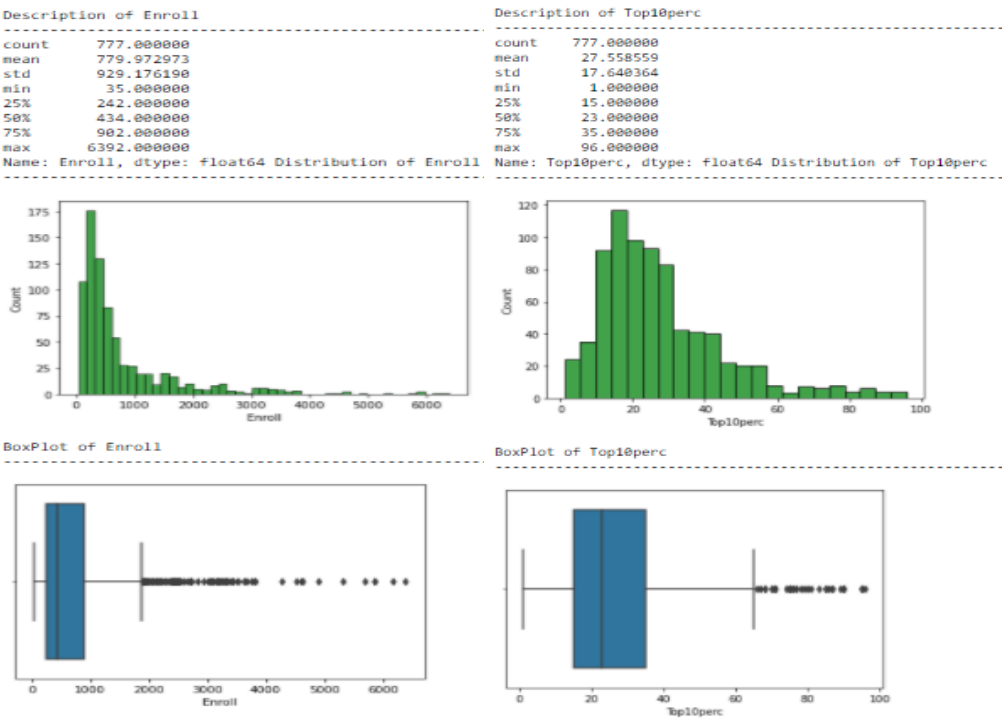 Description of Enroll
count 777.000000
mean 779.972973
std 929.176190
min 35.000000
25% 242.000000
50% 434.000000
75% 902.000000
max 6392.000000
Name: Enroll, dtype: float64 Distribution of Enroll
175
150
125
100
75
50
25
0
Count
0 1000 2000 3000 4000 5000 6000
Enroll
BoxPlot of Enroll
0 1000 2000 3000 4000 5000 6000
Enroll
Description of Top10perc
count 777.000000
mean 27.558559
std 17.640364
min 1.000000
25% 15.000000
50% 23.000000
75% 35.000000
max 96.000000
Name: Top10perc, dtype: float64 Distribution of Top10perc
120
100
80
60
40
20
0
Count
0 20 40 60 80 100
Top10perc
BoxPlot of Top10perc
0 20 40 60 80 100
Top10perc